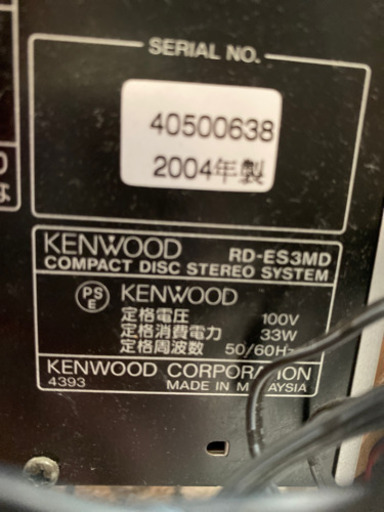 SERIAL NO.
40500638
2004年製
KENWOOD RD-ES3MD
COMPACT DISC STEREO SYSTEM
PS
E
KENWOOD
定格電圧 100V
定格消費電力 33W
定格周波数 50/60Hz
KENWOOD CORPORATION
4393 MADE IN MALAYSIA